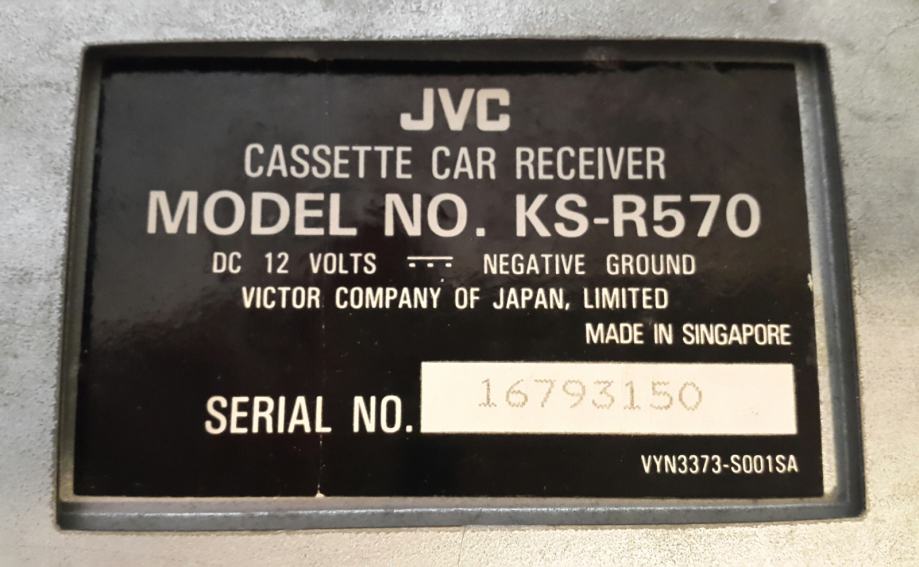 JVC
CASSETTE CAR RECEIVER
MODEL NO. KS-R570
DC 12 VOLTS ⎓ NEGATIVE GROUND
VICTOR COMPANY OF JAPAN, LIMITED
MADE IN SINGAPORE
SERIAL NO. 16793150
VYN3373-S001SA